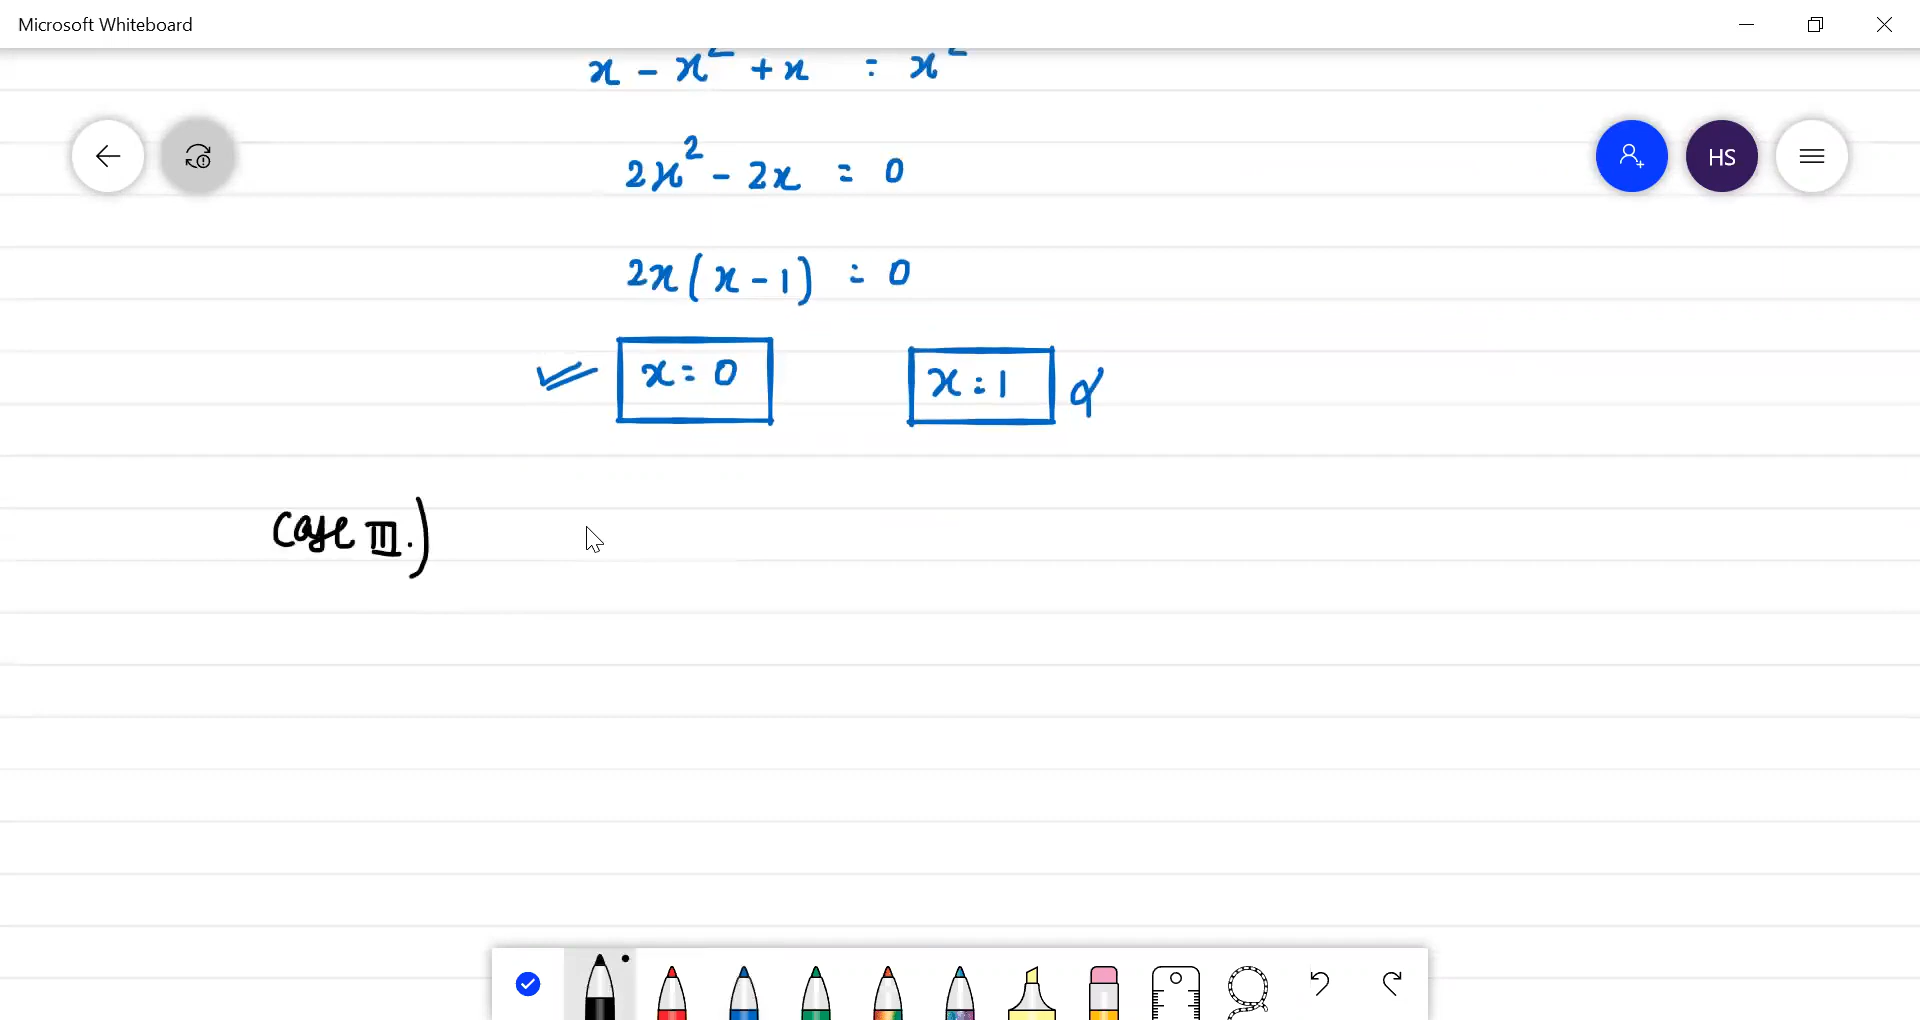 Microsoft Whiteboard
x - x² + x = x²
HS
2x² - 2x = 0
2x(x-1) = 0
x = 0
x = 1
Case III.)